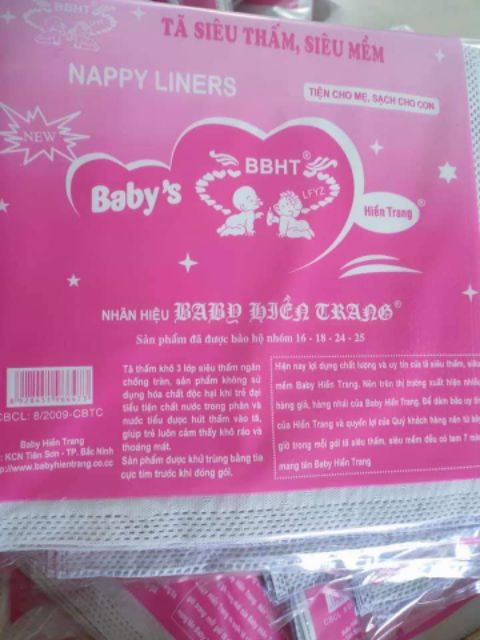 BBHT
TÃ SIÊU THẤM, SIÊU MỀM
NAPPY LINERS
TIỆN CHO MẸ, SẠCH CHO CON
NEW
BBHT®
LFYZ
Baby's
Hiền Trang®
NHÃN HIỆU BABY HIỀN TRANG®
Sản phẩm đã được bảo hộ nhóm 16 - 18 - 24 - 25
CBCL: 8/2009-CBTC
Baby Hiền Trang
: KCN Tiên Sơn - TP. Bắc Ninh
http://www.babyhientrang.co.cc
Tã thấm khô 3 lớp siêu thấm ngăn
chống tràn, sản phẩm không sử
dụng hóa chất độc hại khi trẻ đại
tiểu tiện chất nước trong phân và
nước tiểu được hút thấm vào tã,
giúp trẻ luôn cảm thấy khô ráo và
thoáng mát.
Sản phẩm được khử trùng bằng tia
cực tím trước khi đóng gói.
Hiện nay lợi dụng chất lượng và uy tín của tã siêu thấm, siêu
mềm Baby Hiền Trang. Nên trên thị trường xuất hiện nhiều
hàng giả, hàng nhái của Baby Hiền Trang. Để đảm bảo uy tín
của Hiền Trang và quyền lợi của Quý khách hàng nên từ
giờ trong mỗi gói tã siêu thấm, siêu mềm đều có tem 7
mang tên Baby Hiền Trang